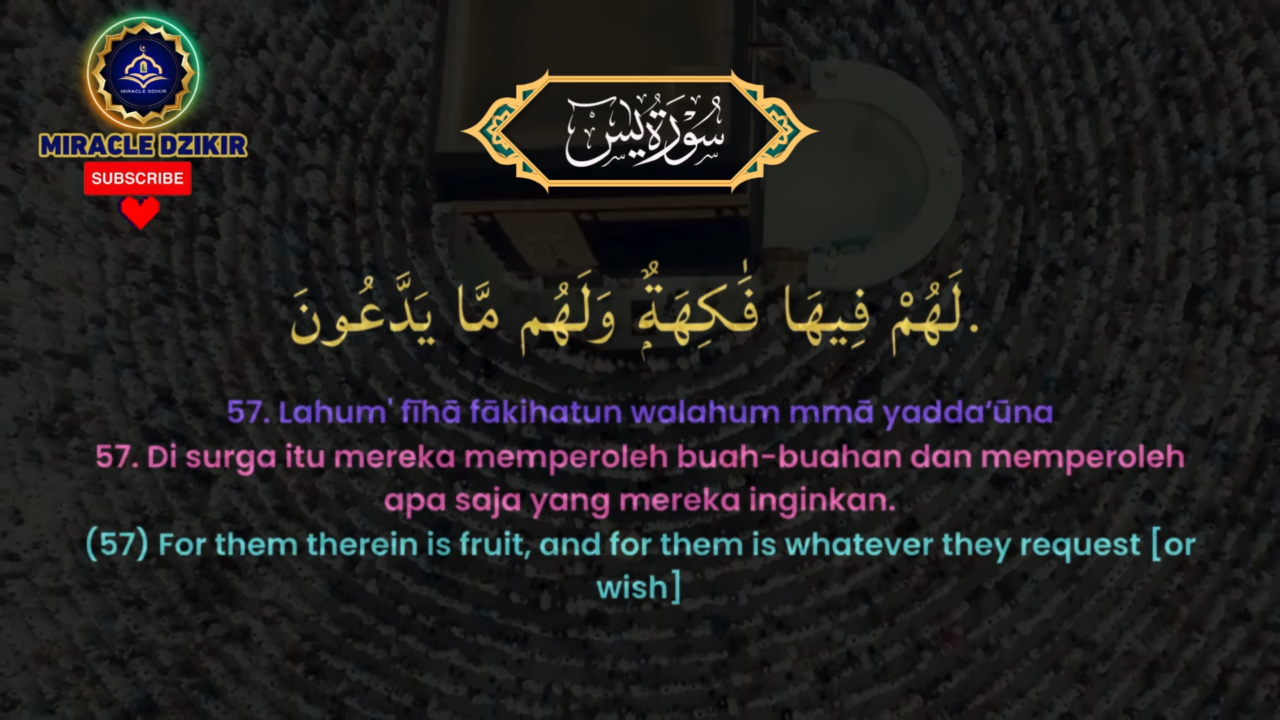 MIRACLE DZIKIR
MIRACLE DZIKIR
SUBSCRIBE
سُوْرَةُ يٰسٓ
لَهُمْ فِيهَا فَٰكِهَةٌۭ وَلَهُم مَّا يَدَّعُونَ.
57. Lahum' fīhā fākihatun walahum mmā yadda‘ūna
57. Di surga itu mereka memperoleh buah-buahan dan memperoleh
apa saja yang mereka inginkan.
(57) For them therein is fruit, and for them is whatever they request [or
wish]